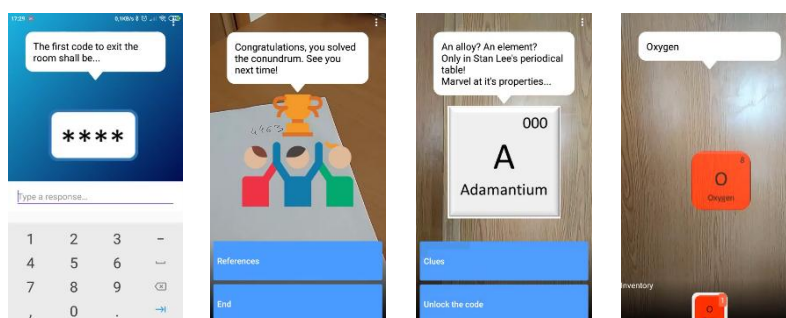 17:29
The first code to exit the
room shall be...
****
Type a response...
1 2 3 -
4 5 6
7 8 9
, 0 .
Congratulations, you solved
the conundrum. See you
next time!
References
End
An alloy? An element?
Only in Stan Lee's periodical
table!
Marvel at it's properties...
000
A
Adamantium
Clues
Unlock the code
Oxygen
8
O
Oxygen
Inventory
1
O